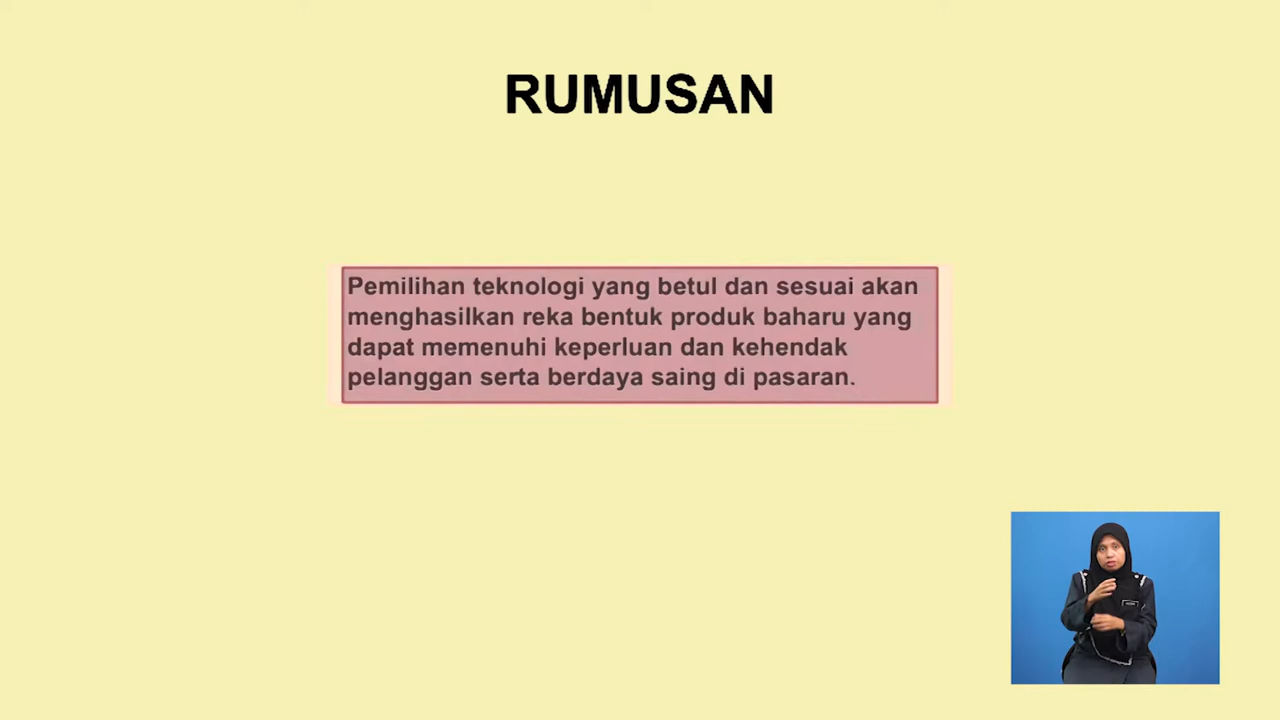 RUMUSAN
Pemilihan teknologi yang betul dan sesuai akan
menghasilkan reka bentuk produk baharu yang
dapat memenuhi keperluan dan kehendak
pelanggan serta berdaya saing di pasaran.